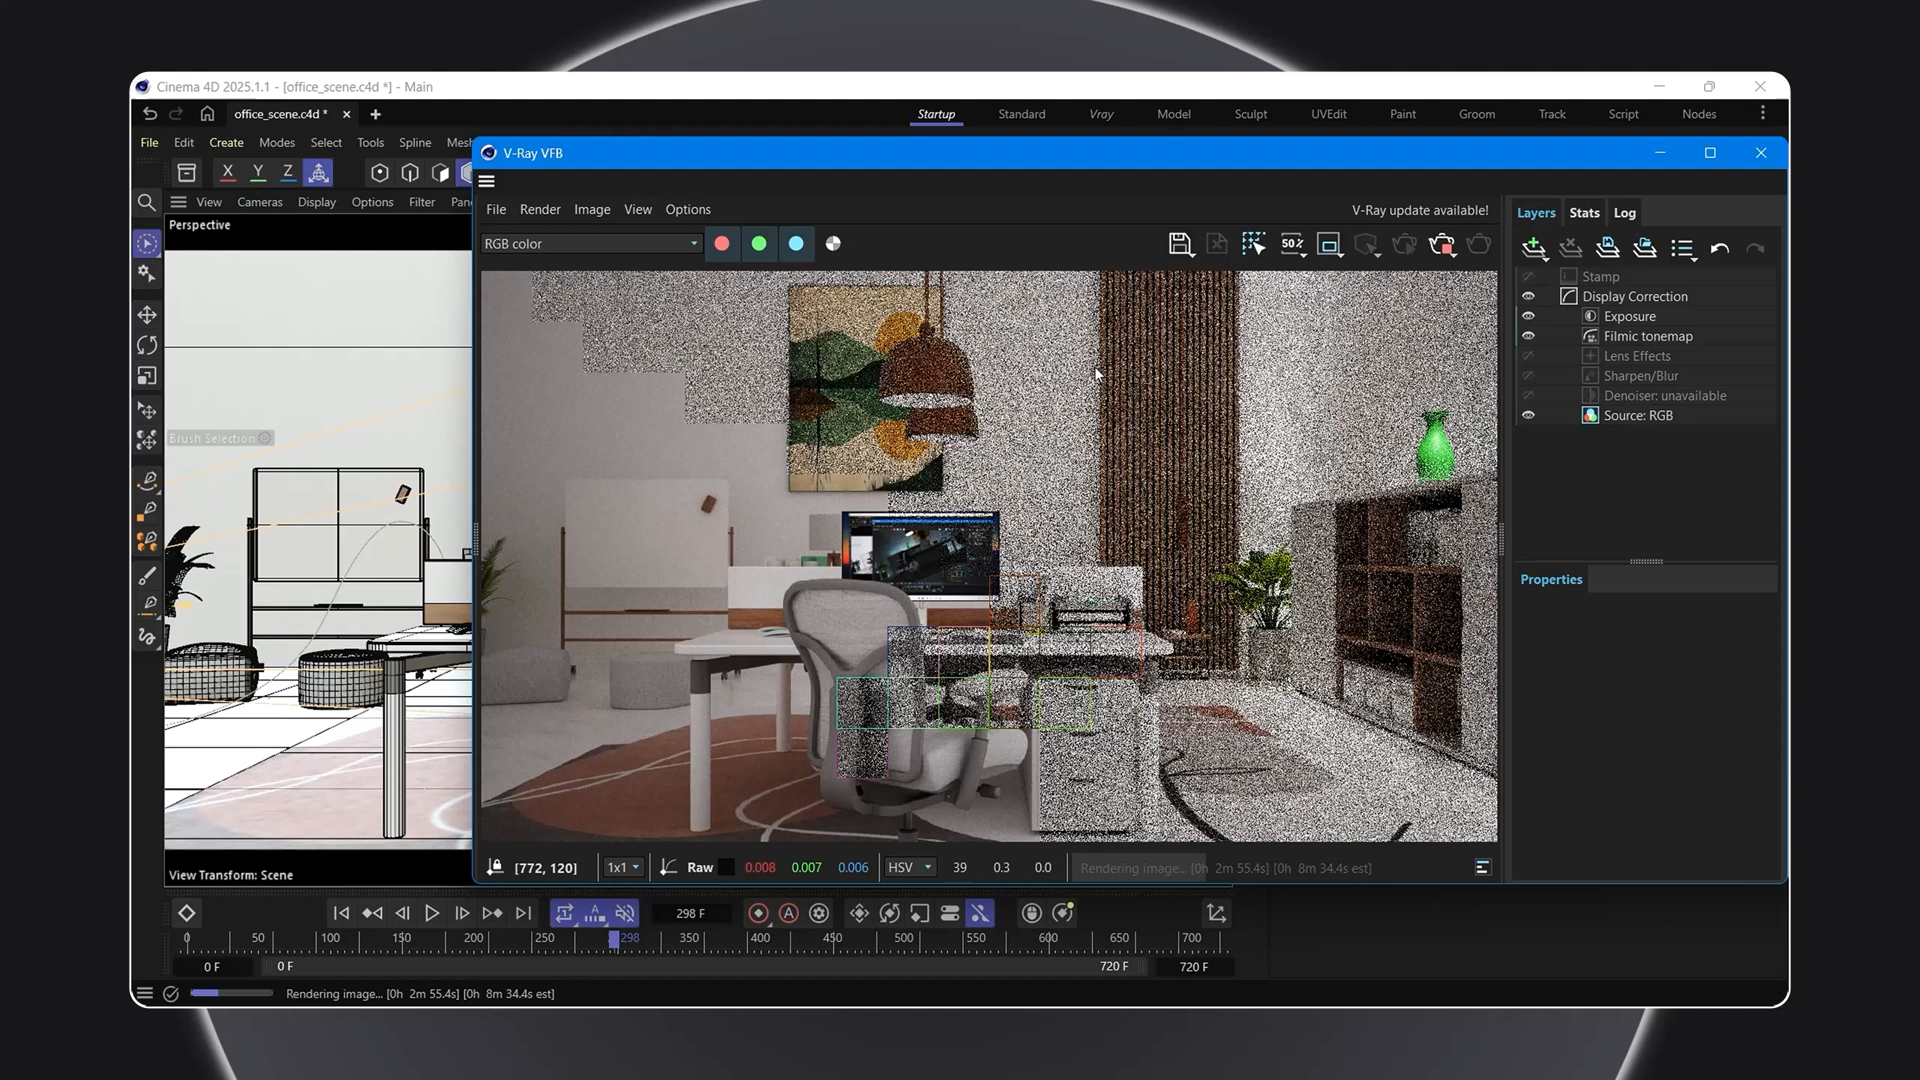 Cinema 4D 2025.1.1 - [office_scene.c4d *] - Main
office_scene.c4d *
Startup Standard Vray Model Sculpt UVEdit Paint Groom Track Script Nodes
File Edit Create Modes Select Tools Spline Mesh
V-Ray VFB
X Y Z
View Cameras Display Options Filter Pan
File Render Image View Options
V-Ray update available!
Layers Stats Log
Perspective
RGB color
50%
Stamp
Display Correction
Exposure
Filmic tonemap
Lens Effects
Sharpen/Blur
Denoiser: unavailable
Source: RGB
Brush Selection
Properties
[772, 120] 1x1 Raw 0.008 0.007 0.006 HSV 39 0.3 0.0 Rendering image... [0h 2m 55.4s] [0h 8m 34.4s est]
View Transform: Scene
298 F
0 50 100 150 200 250 298 350 400 450 500 550 600 650 700
0 F 0 F 720 F 720 F
Rendering image... [0h 2m 55.4s] [0h 8m 34.4s est]